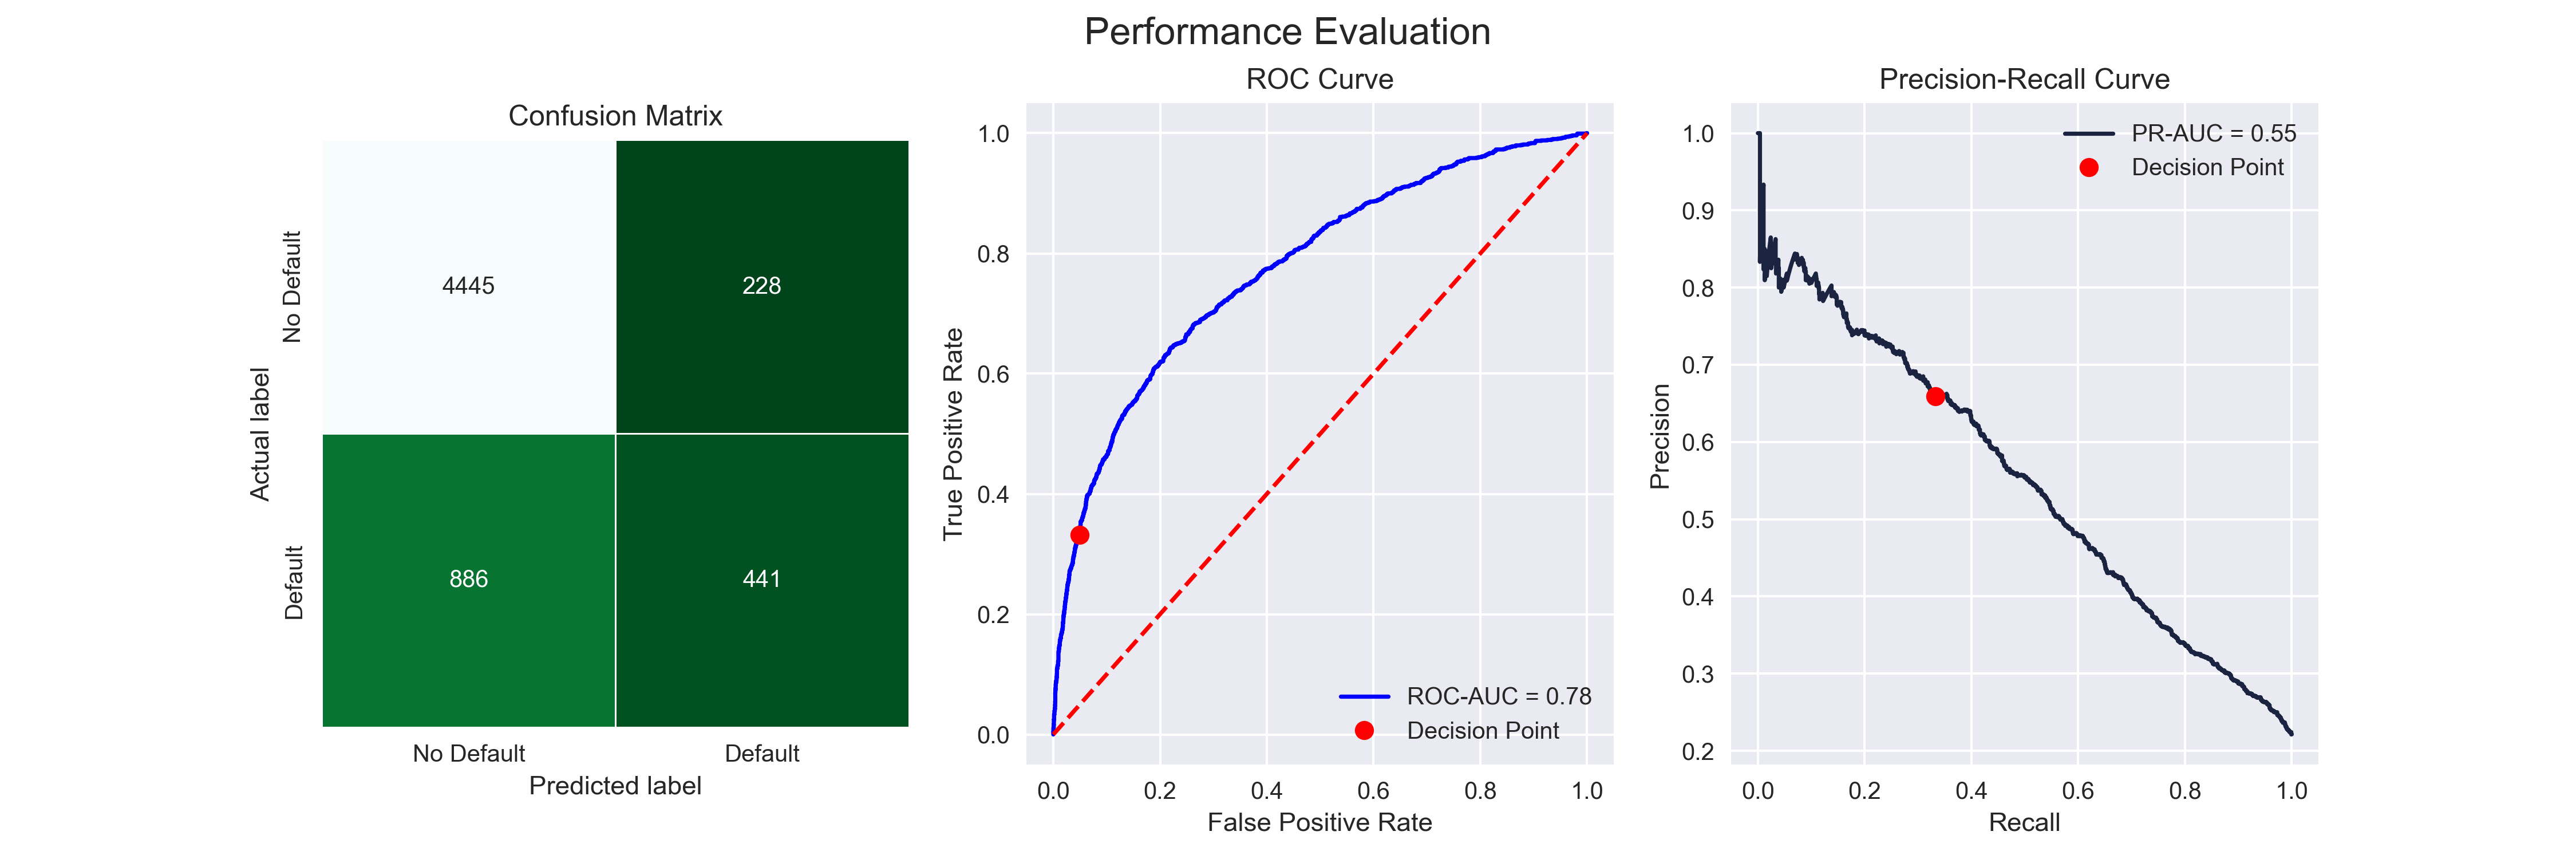 Performance Evaluation
Confusion Matrix
Actual label
No Default
Default
4445
228
886
441
No Default
Default
Predicted label
ROC Curve
True Positive Rate
1.0
0.8
0.6
0.4
0.2
0.0
ROC-AUC = 0.78
Decision Point
0.0 0.2 0.4 0.6 0.8 1.0
False Positive Rate
Precision-Recall Curve
Precision
1.0
0.9
0.8
0.7
0.6
0.5
0.4
0.3
0.2
PR-AUC = 0.55
Decision Point
0.0 0.2 0.4 0.6 0.8 1.0
Recall